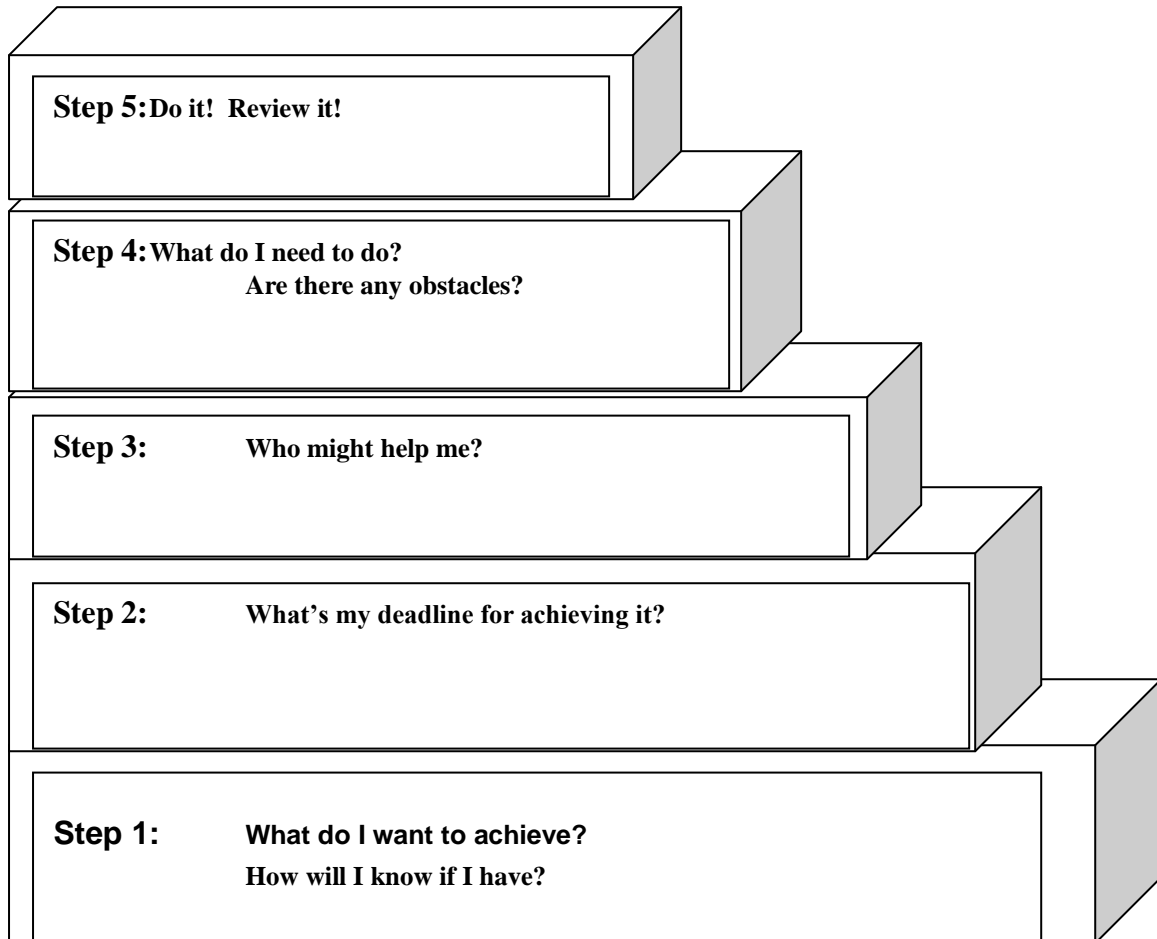 Step 5: Do it!  Review it!
Step 4: What do I need to do?
Are there any obstacles?
Step 3: Who might help me?
Step 2: What’s my deadline for achieving it?
Step 1: What do I want to achieve?
How will I know if I have?